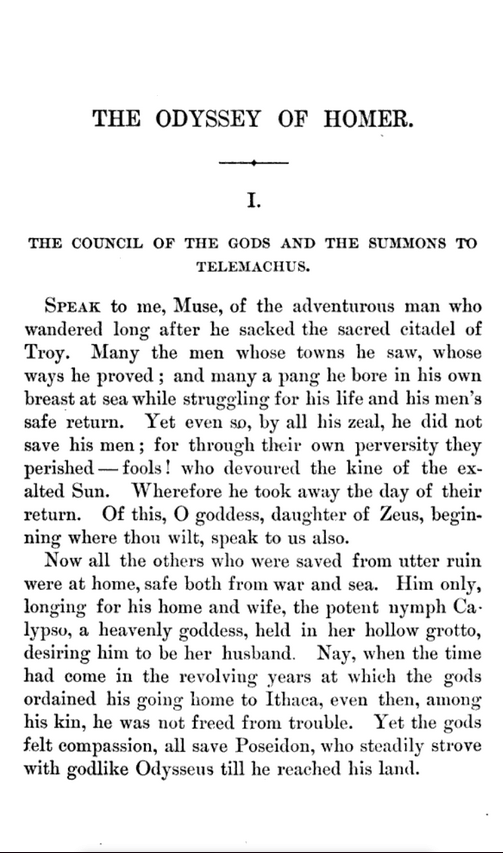 THE ODYSSEY OF HOMER.
I.
THE COUNCIL OF THE GODS AND THE SUMMONS TO
TELEMACHUS.
SPEAK to me, Muse, of the adventurous man who
wandered long after he sacked the sacred citadel of
Troy. Many the men whose towns he saw, whose
ways he proved; and many a pang he bore in his own
breast at sea while struggling for his life and his men's
safe return. Yet even so, by all his zeal, he did not
save his men; for through their own perversity they
perished — fools! who devoured the kine of the ex-
alted Sun. Wherefore he took away the day of their
return. Of this, O goddess, daughter of Zeus, begin-
ning where thou wilt, speak to us also.
Now all the others who were saved from utter ruin
were at home, safe both from war and sea. Him only,
longing for his home and wife, the potent nymph Ca-
lypso, a heavenly goddess, held in her hollow grotto,
desiring him to be her husband. Nay, when the time
had come in the revolving years at which the gods
ordained his going home to Ithaca, even then, among
his kin, he was not freed from trouble. Yet the gods
felt compassion, all save Poseidon, who steadily strove
with godlike Odysseus till he reached his land.